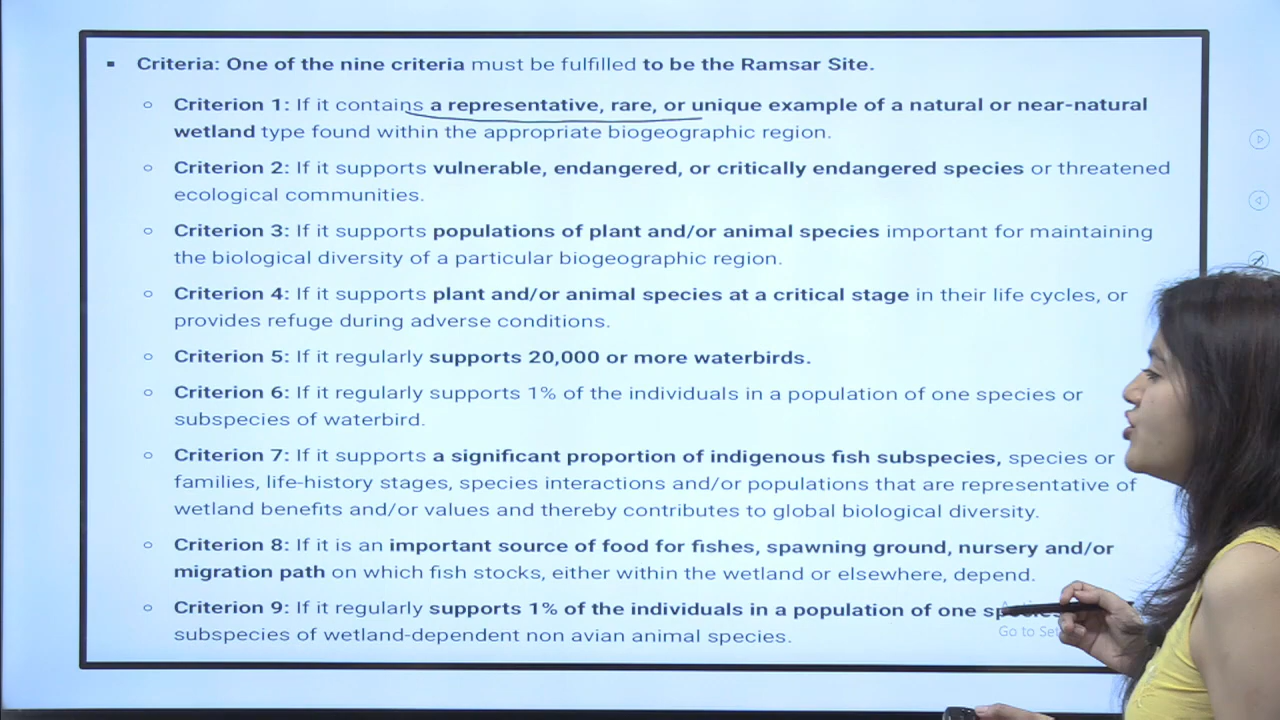 Criteria: One of the nine criteria must be fulfilled to be the Ramsar Site.
Criterion 1: If it contains a representative, rare, or unique example of a natural or near-natural
wetland type found within the appropriate biogeographic region.
Criterion 2: If it supports vulnerable, endangered, or critically endangered species or threatened
ecological communities.
Criterion 3: If it supports populations of plant and/or animal species important for maintaining
the biological diversity of a particular biogeographic region.
Criterion 4: If it supports plant and/or animal species at a critical stage in their life cycles, or
provides refuge during adverse conditions.
Criterion 5: If it regularly supports 20,000 or more waterbirds.
Criterion 6: If it regularly supports 1% of the individuals in a population of one species or
subspecies of waterbird.
Criterion 7: If it supports a significant proportion of indigenous fish subspecies, species or
families, life-history stages, species interactions and/or populations that are representative of
wetland benefits and/or values and thereby contributes to global biological diversity.
Criterion 8: If it is an important source of food for fishes, spawning ground, nursery and/or
migration path on which fish stocks, either within the wetland or elsewhere, depend.
Criterion 9: If it regularly supports 1% of the individuals in a population of one
subspecies of wetland-dependent non avian animal species.
Go to